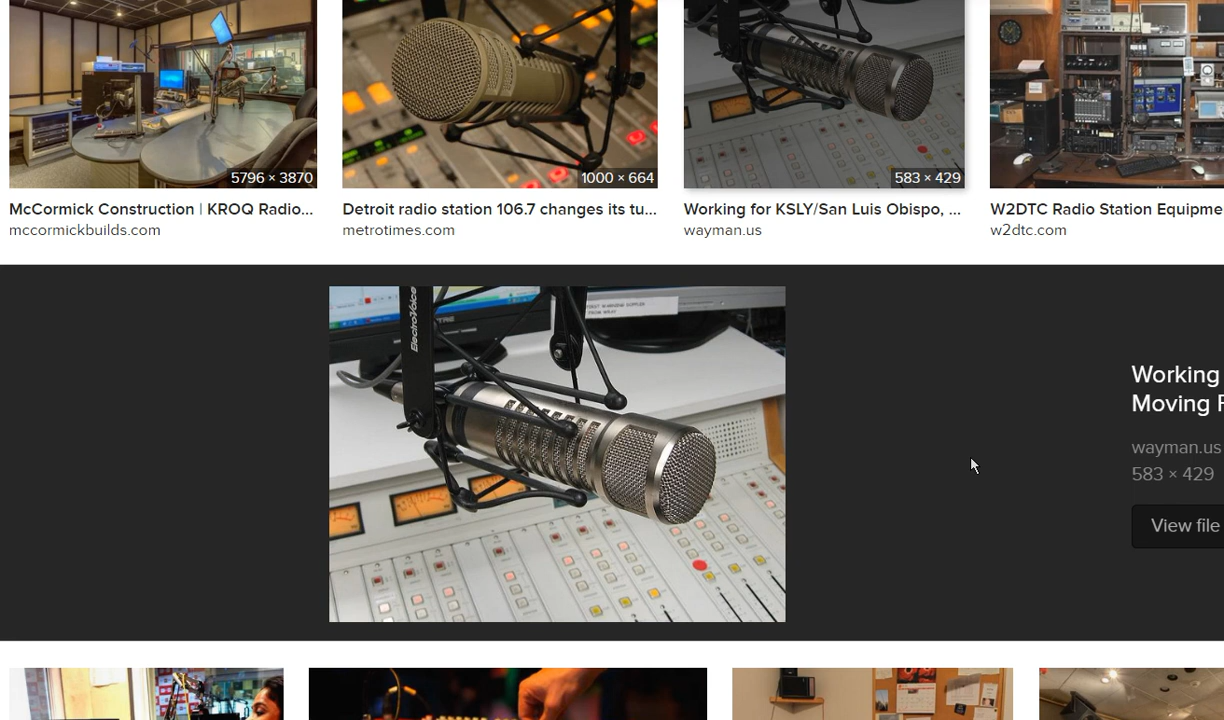 5796 × 3870
1000 × 664
583 × 429
McCormick Construction | KROQ Radio...
mccormickbuilds.com
Detroit radio station 106.7 changes its tu...
metrotimes.com
Working for KSLY/San Luis Obispo, ...
wayman.us
W2DTC Radio Station Equipme
w2dtc.com
ElectroVoice
Working
Moving
wayman.us
583 × 429
View file